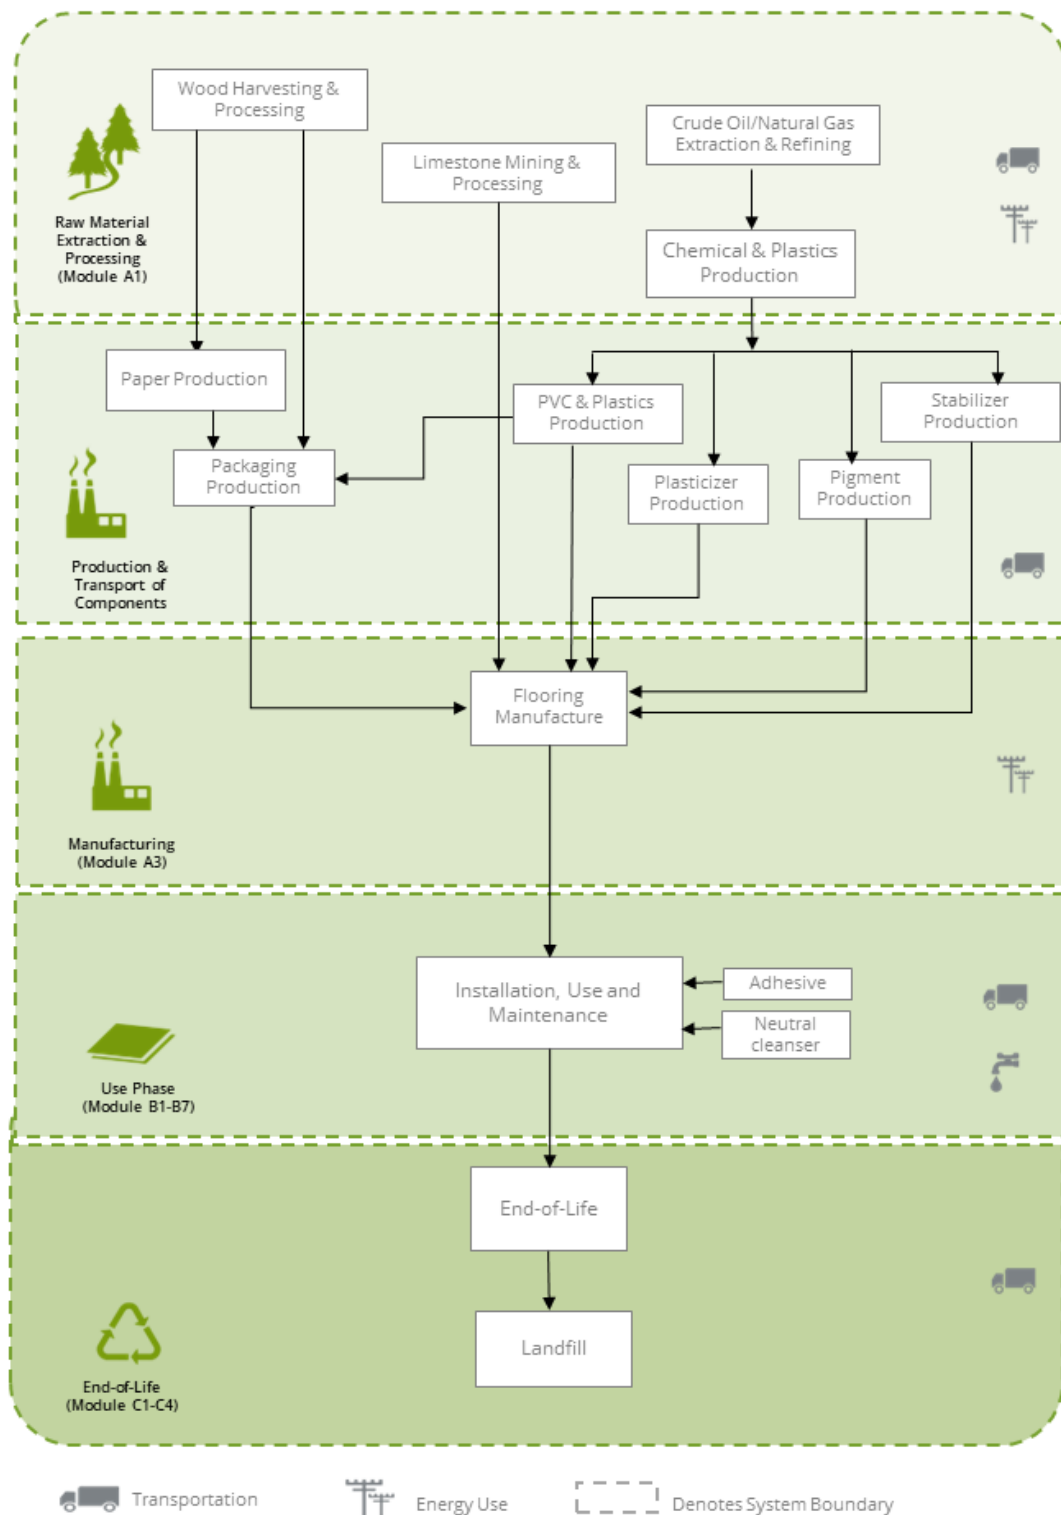 Wood Harvesting &
Processing
Crude Oil/Natural Gas
Extraction & Refining
Limestone Mining &
Processing
Raw Material
Extraction &
Processing
(Module A1)
Chemical & Plastics
Production
Paper Production
PVC & Plastics
Production
Stabilizer
Production
Packaging
Production
Plasticizer
Production
Pigment
Production
Production &
Transport of
Components
Flooring
Manufacture
Manufacturing
(Module A3)
Installation, Use and
Maintenance
Adhesive
Neutral
cleanser
Use Phase
(Module B1-B7)
End-of-Life
Landfill
End-of-Life
(Module C1-C4)
Transportation
Energy Use
Denotes System Boundary